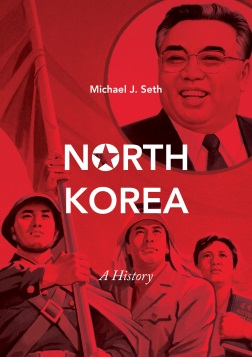 Michael J. Seth
NORTH
KOREA
A History